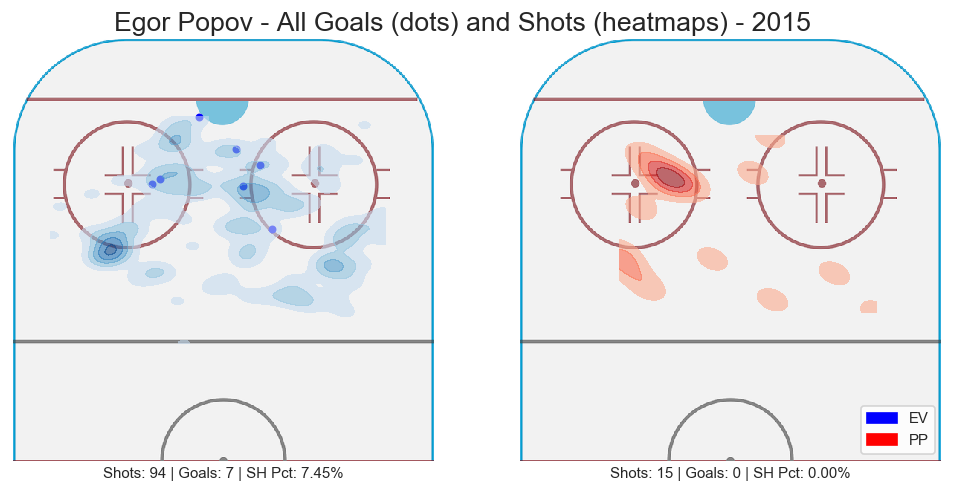 Egor Popov - All Goals (dots) and Shots (heatmaps) - 2015
EV
PP
Shots: 94 | Goals: 7 | SH Pct: 7.45%
Shots: 15 | Goals: 0 | SH Pct: 0.00%